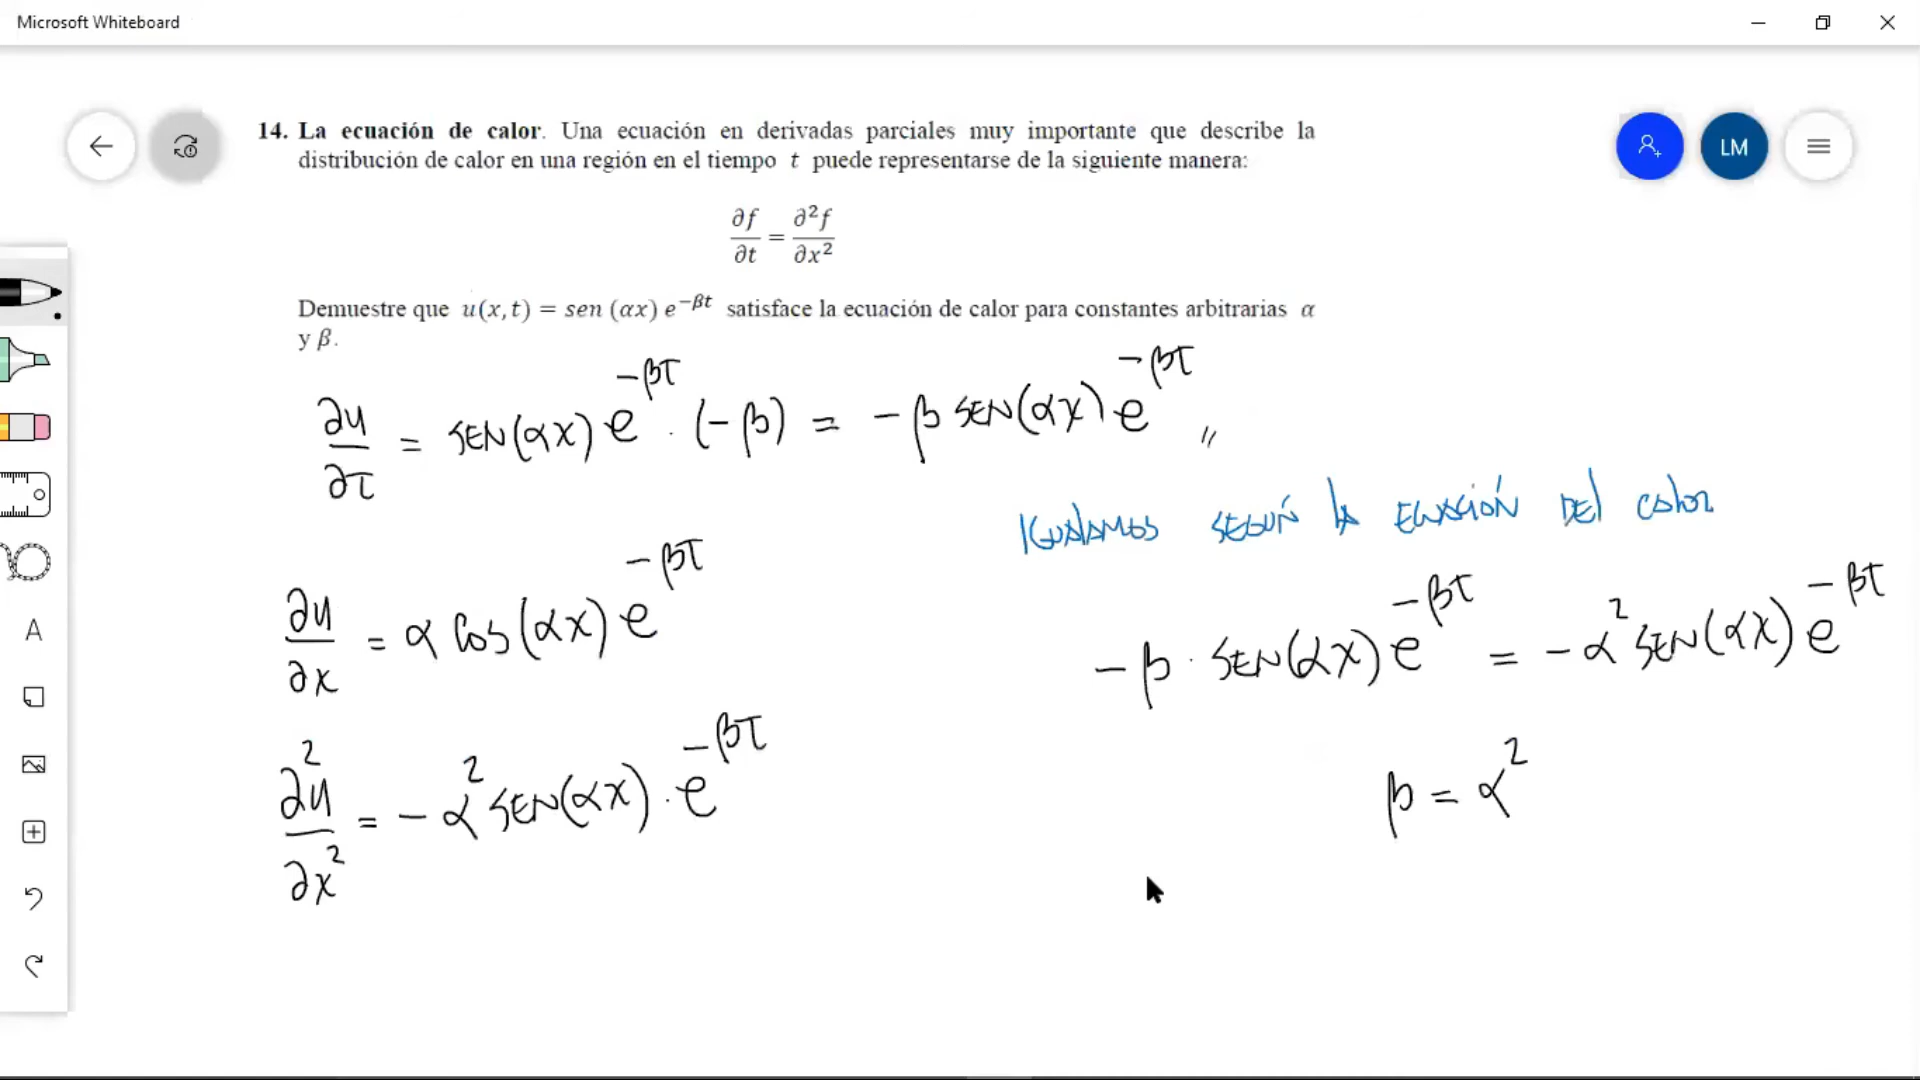 Microsoft Whiteboard
14. La ecuación de calor. Una ecuación en derivadas parciales muy importante que describe la
distribución de calor en una región en el tiempo t puede representarse de la siguiente manera:
∂f/∂t = ∂²f/∂x²
Demuestre que u(x,t) = sen (αx) e^{-βt} satisface la ecuación de calor para constantes arbitrarias α
y β.
∂u/∂t = SEN(αx) e^{-βt} · (-β) = -β SEN(αx) e^{-βt} "
IGUALAMOS SEGÚN LA ECUACIÓN DEL CALOR
∂u/∂x = α Cos(αx) e^{-βt}
-β · SEN(αx) e^{-βt} = -α² SEN(αx) e^{-βt}
∂²u/∂x² = -α² SEN(αx) · e^{-βt}
β = α²
LM
A